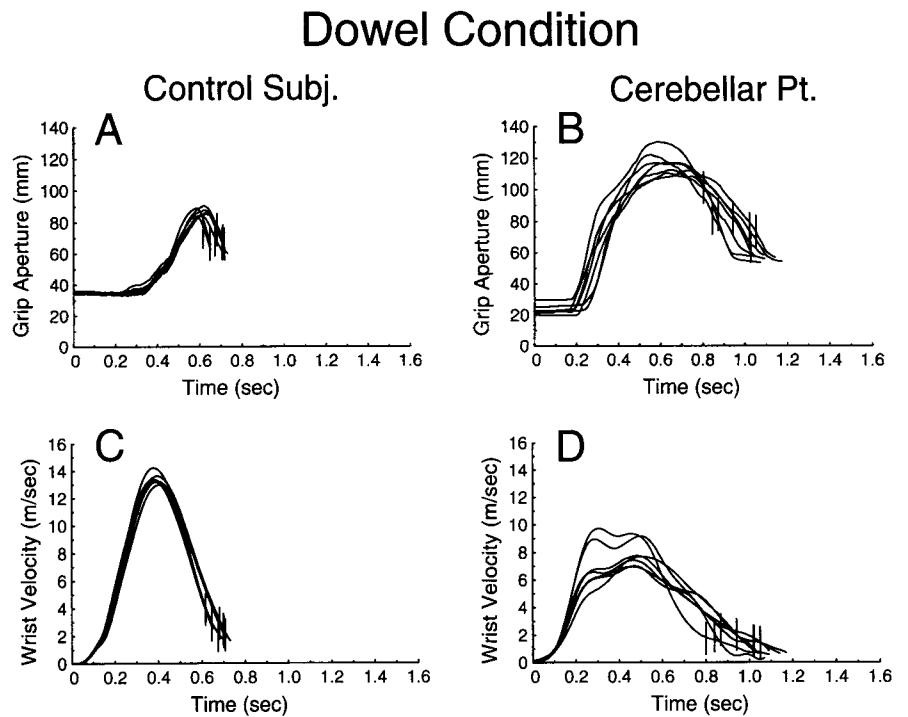 Dowel Condition
Control Subj.
Cerebellar Pt.
A
Grip Aperture (mm)
140
120
100
80
60
40
20
0
0 0.2 0.4 0.6 0.8 1.0 1.2 1.4 1.6
Time (sec)
B
Grip Aperture (mm)
140
120
100
80
60
40
20
0
0 0.2 0.4 0.6 0.8 1.0 1.2 1.4 1.6
Time (sec)
C
Wrist Velocity (m/sec)
16
14
12
10
8
6
4
2
0
0 0.2 0.4 0.6 0.8 1.0 1.2 1.4 1.6
Time (sec)
D
Wrist Velocity (m/sec)
16
14
12
10
8
6
4
2
0
0 0.2 0.4 0.6 0.8 1.0 1.2 1.4 1.6
Time (sec)